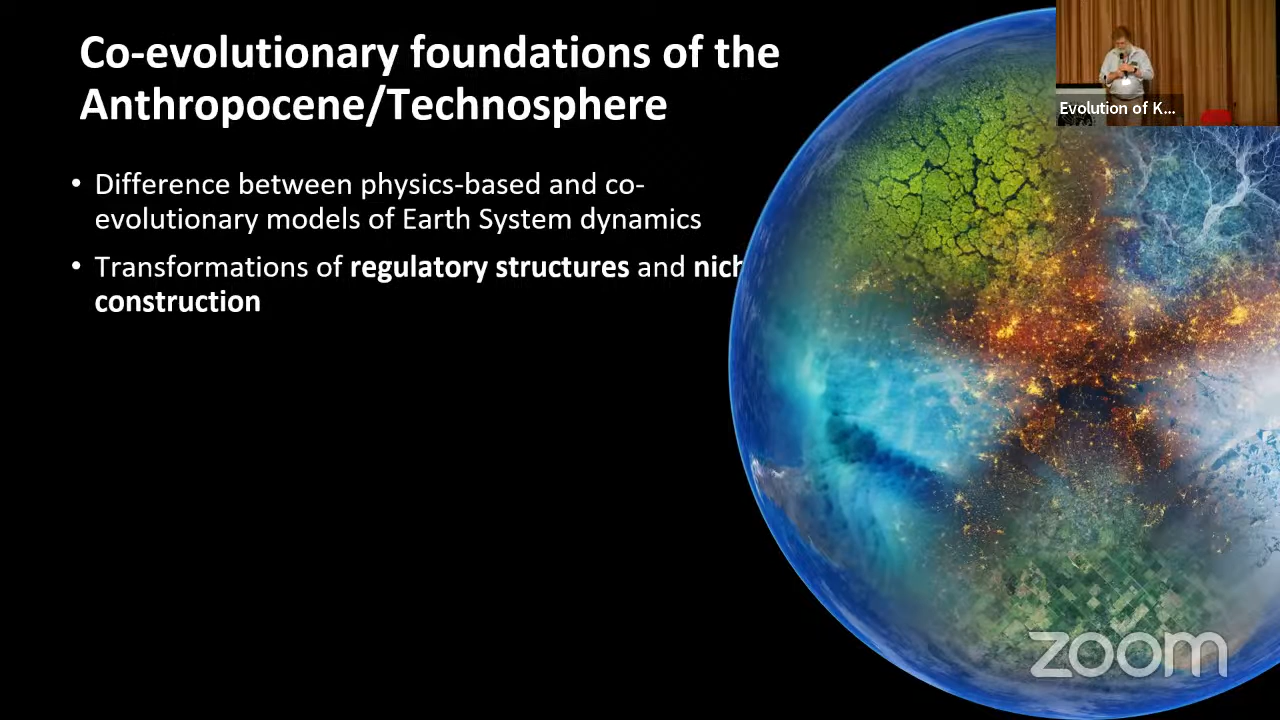 Co-evolutionary foundations of the
Anthropocene/Technosphere
• Difference between physics-based and co-
evolutionary models of Earth System dynamics
• Transformations of regulatory structures and nich
construction
Evolution of K...
zoom